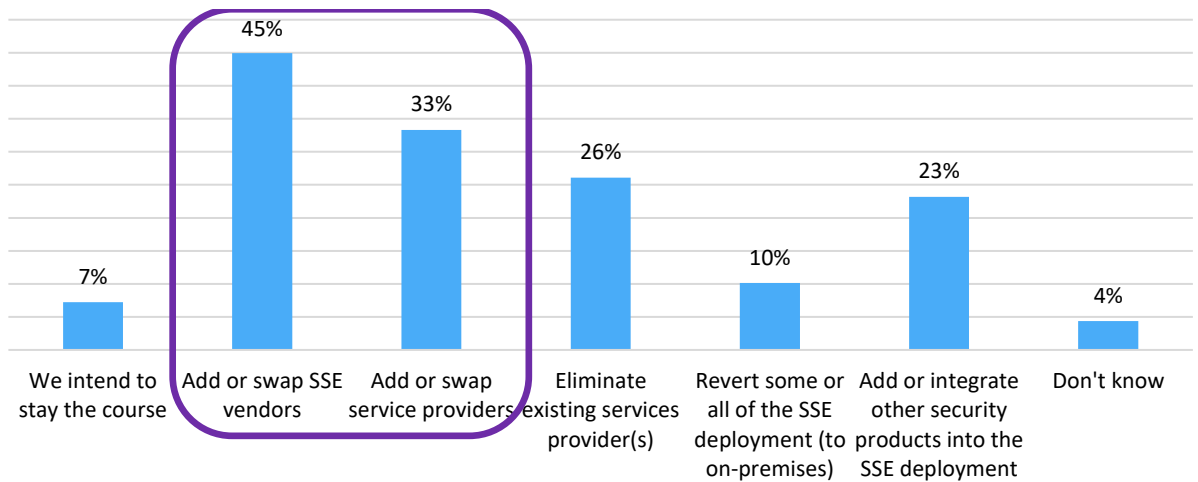 45%
33%
26%
23%
10%
7%
4%
We intend to
stay the course
Add or swap SSE
vendors
Add or swap
service providers
Eliminate
existing services
provider(s)
Revert some or
all of the SSE
deployment (to
on-premises)
Add or integrate
other security
products into the
SSE deployment
Don't know